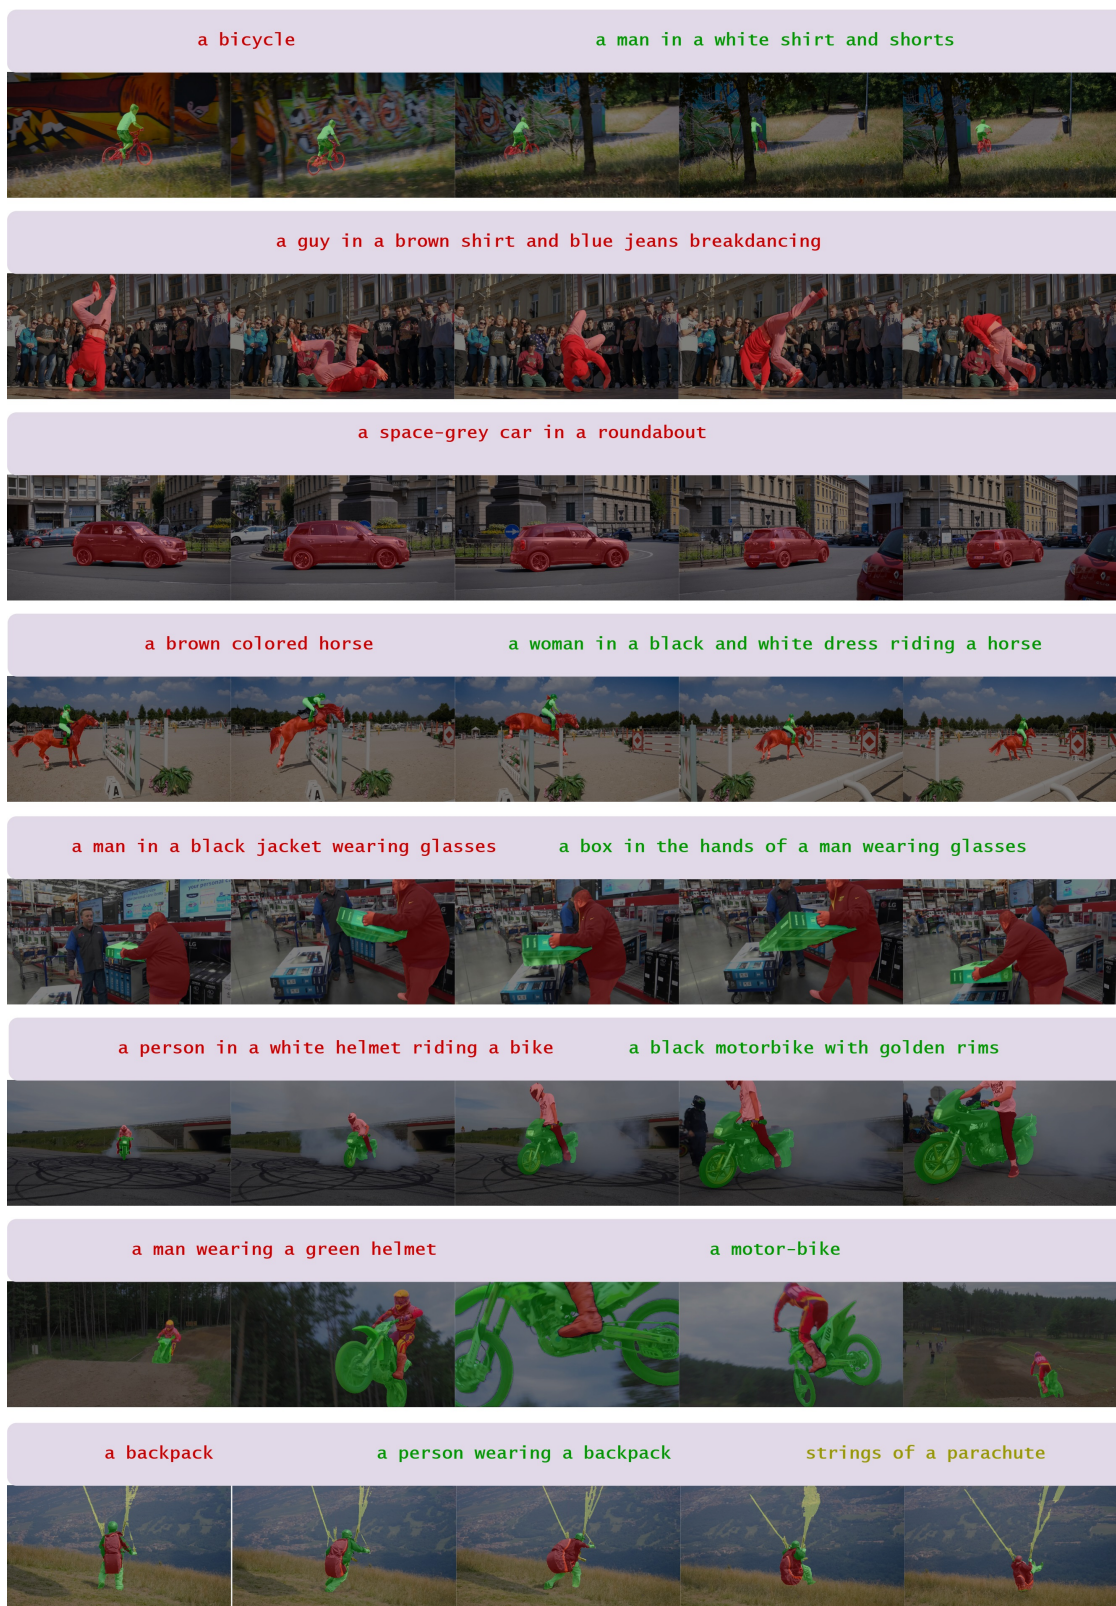 a bicycle a man in a white shirt and shorts
a guy in a brown shirt and blue jeans breakdancing
a space-grey car in a roundabout
a brown colored horse a woman in a black and white dress riding a horse
A
A
a man in a black jacket wearing glasses a box in the hands of a man wearing glasses
your personal
LG
a person in a white helmet riding a bike a black motorbike with golden rims
a man wearing a green helmet a motor-bike
a backpack a person wearing a backpack strings of a parachute